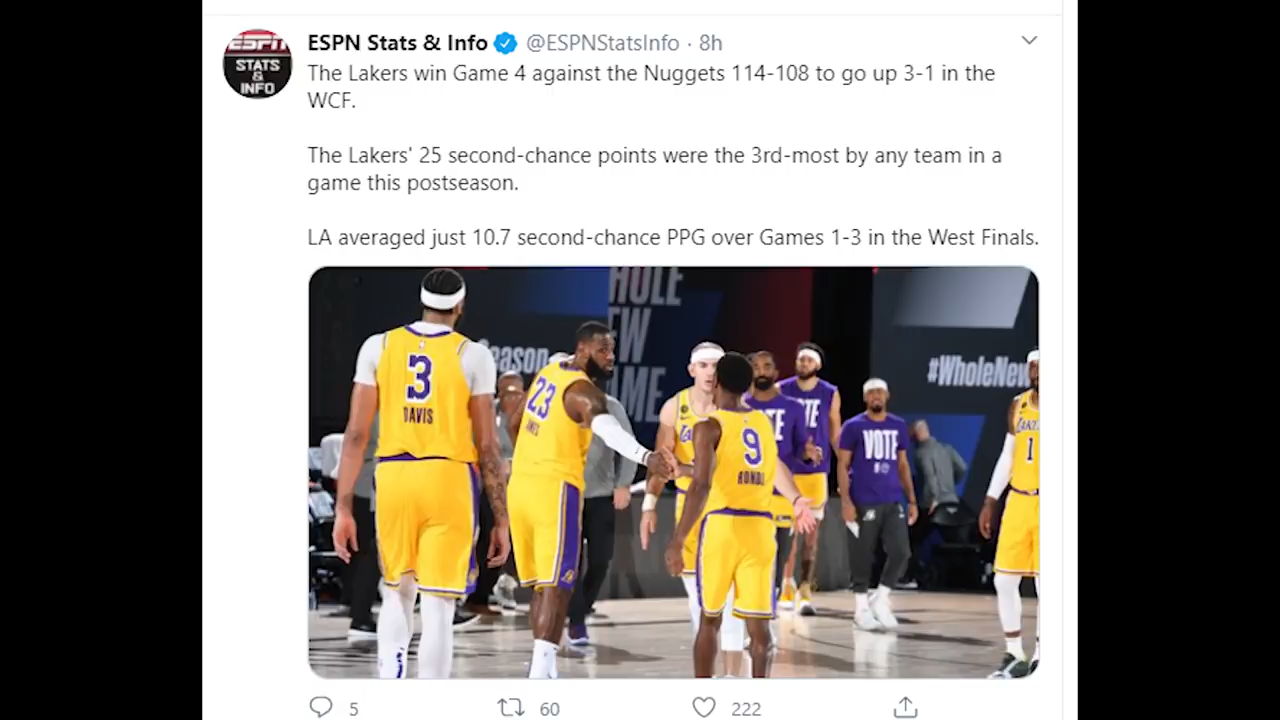 ESPN
STATS
&
INFO
ESPN Stats & Info @ESPNStatsInfo · 8h
The Lakers win Game 4 against the Nuggets 114-108 to go up 3-1 in the
WCF.
The Lakers' 25 second-chance points were the 3rd-most by any team in a
game this postseason.
LA averaged just 10.7 second-chance PPG over Games 1-3 in the West Finals.
#WholeNew
3
DAVIS
23
9
VOTE
1
5 60 222